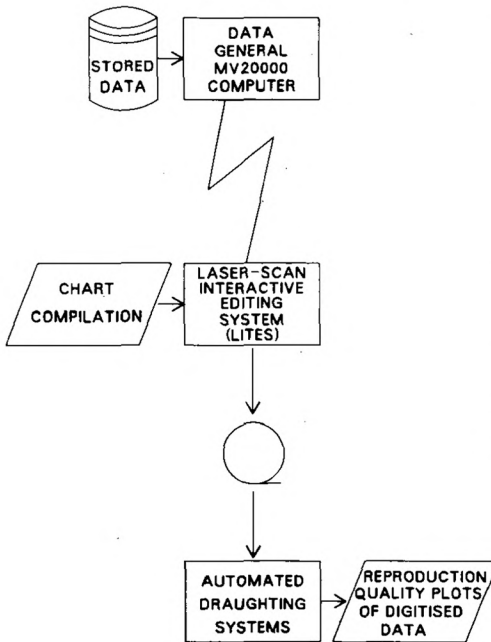 STORED
DATA
DATA
GENERAL
MV20000
COMPUTER
CHART
COMPILATION
LASER-SCAN
INTERACTIVE
EDITING
SYSTEM
(LITES)
AUTOMATED
DRAUGHTING
SYSTEMS
REPRODUCTION
QUALITY PLOTS
OF DIGITISED
DATA